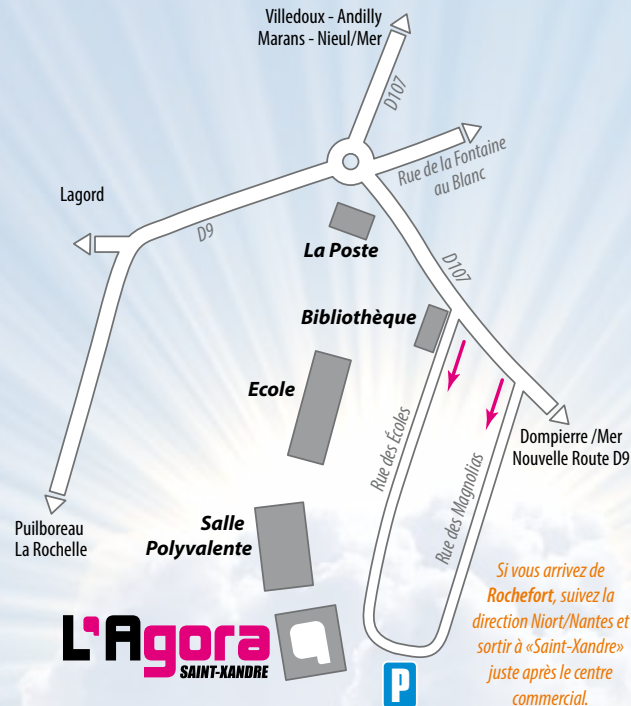 Villedoux - Andilly
Marans - Nieul/Mer
D107
Rue de la Fontaine
au Blanc
Lagord
D9
La Poste
D107
Bibliothèque
Ecole
Rue des Écoles
Rue des Magnolias
Dompierre /Mer
Nouvelle Route D9
Puilboreau
La Rochelle
Salle
Polyvalente
L'Agora
SAINT-XANDRE
P
Si vous arrivez de
Rochefort, suivez la
direction Niort/Nantes et
sortir à «Saint-Xandre»
juste après le centre
commercial.